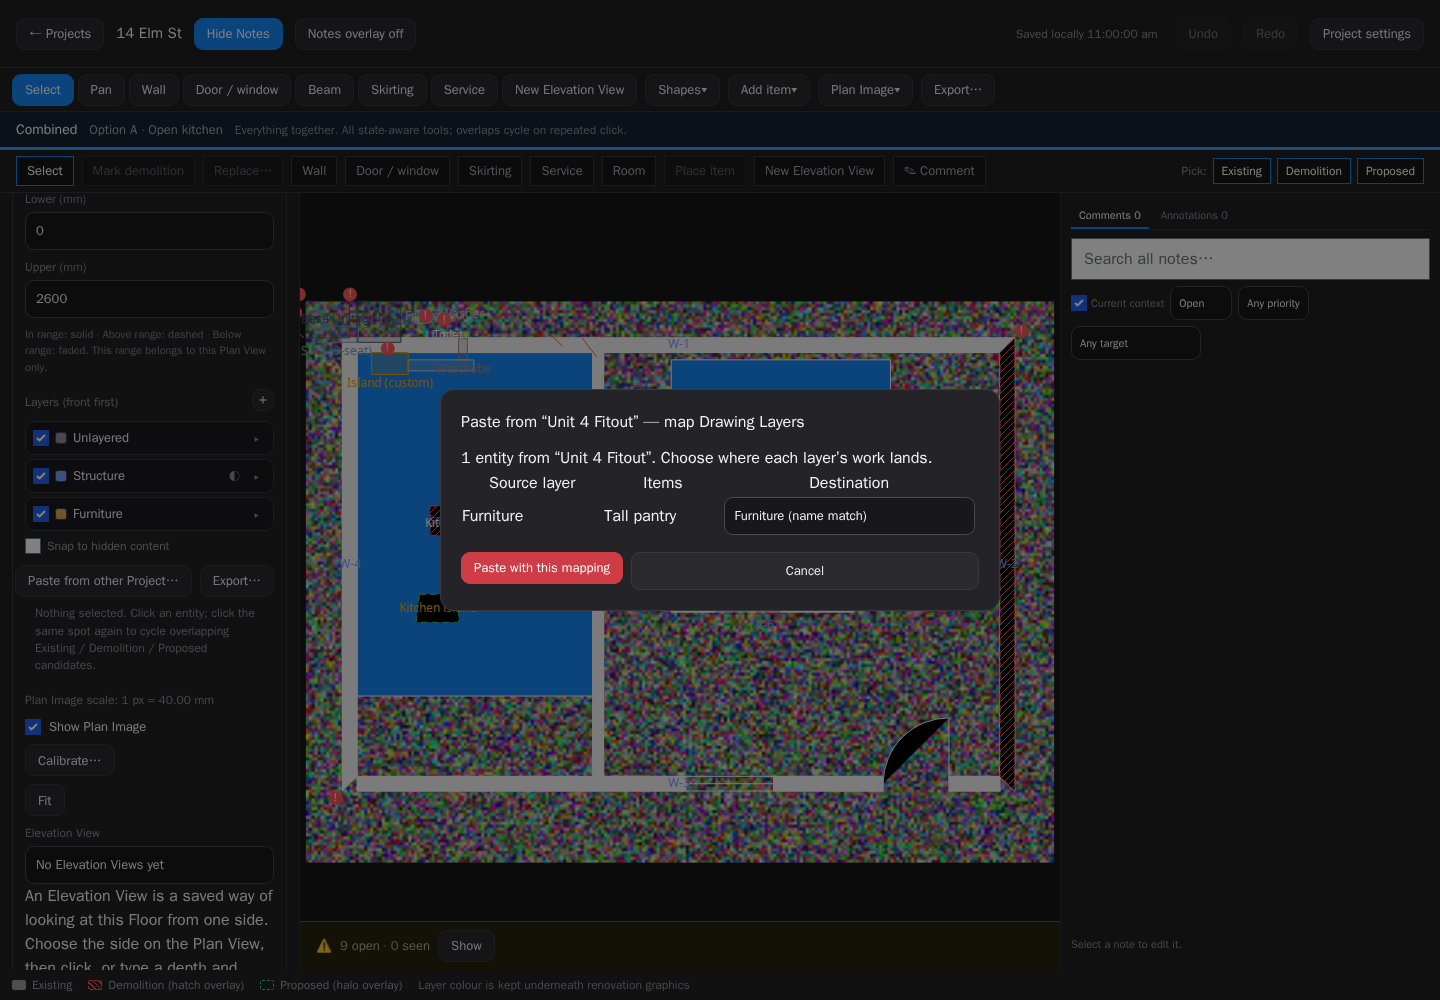 ← Projects
14 Elm St
Hide Notes
Notes overlay off
Saved locally 11:00:00 am
Undo
Redo
Project settings
Select
Pan
Wall
Door / window
Beam
Skirting
Service
New Elevation View
Shapes▾
Add item▾
Plan Image▾
Export…
Combined
Option A · Open kitchen
Everything together. All state-aware tools; overlaps cycle on repeated click.
Select
Mark demolition
Replace…
Wall
Door / window
Skirting
Service
Room
Place item
New Elevation View
✎ Comment
Pick:
Existing
Demolition
Proposed
Lower (mm)
0
Upper (mm)
2600
In range: solid · Above range: dashed · Below
range: faded. This range belongs to this Plan View
only.
Layers (front first)
+
Unlayered
Structure
Furniture
Snap to hidden content
Paste from other Project…
Export…
Nothing selected. Click an entity; click the
same spot again to cycle overlapping
Existing / Demolition / Proposed
candidates.
Plan Image scale: 1 px = 40.00 mm
Show Plan Image
Calibrate…
Fit
Elevation View
No Elevation Views yet
An Elevation View is a saved way of
looking at this Floor from one side.
Choose the side on the Plan View,
then click, or type a depth and
Toilet
Wardrobe
Island (custom)
W-1
W-2
W-4
Paste from “Unit 4 Fitout” — map Drawing Layers
1 entity from “Unit 4 Fitout”. Choose where each layer’s work lands.
Source layer
Items
Destination
Furniture
Tall pantry
Furniture (name match)
Paste with this mapping
Cancel
Kitchen
⚠ 9 open · 0 seen
Show
Comments 0
Annotations 0
Search all notes…
Current context
Open
Any priority
Any target
Select a note to edit it.
Existing
Demolition (hatch overlay)
Proposed (halo overlay)
Layer colour is kept underneath renovation graphics